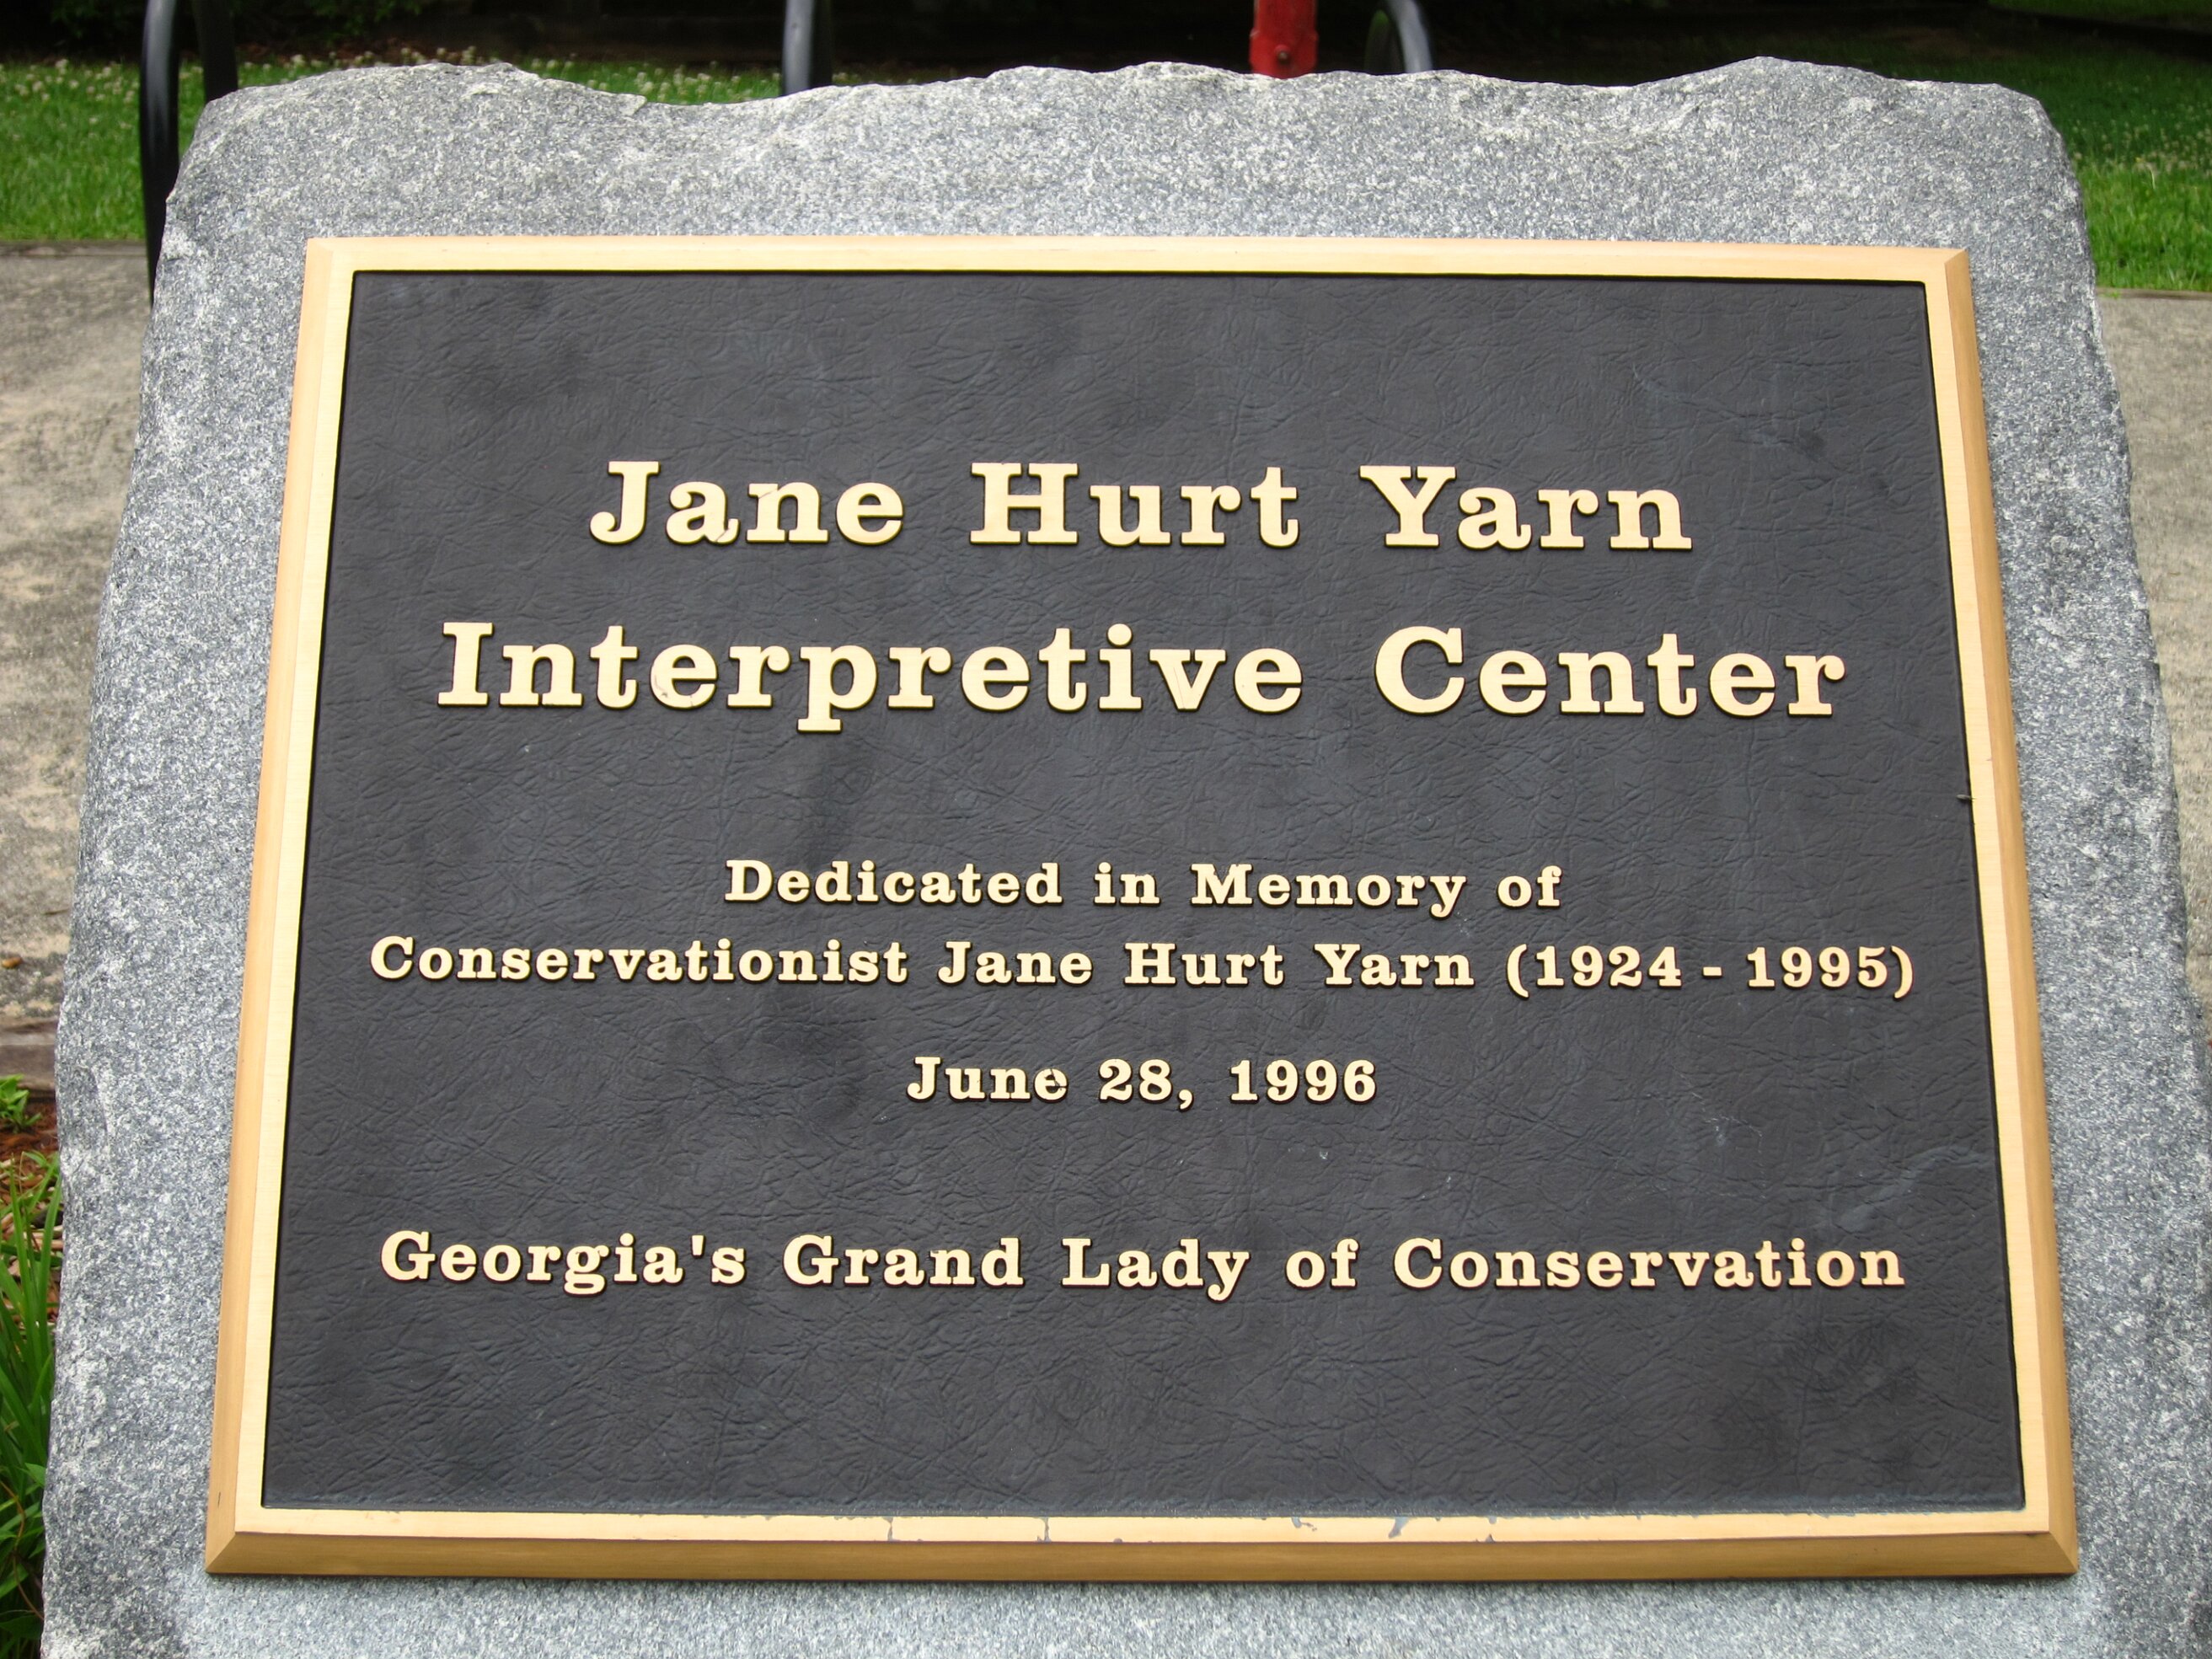 Jane Hurt Yarn
Interpretive Center
Dedicated in Memory of
Conservationist Jane Hurt Yarn (1924 - 1995)
June 28, 1996
Georgia's Grand Lady of Conservation